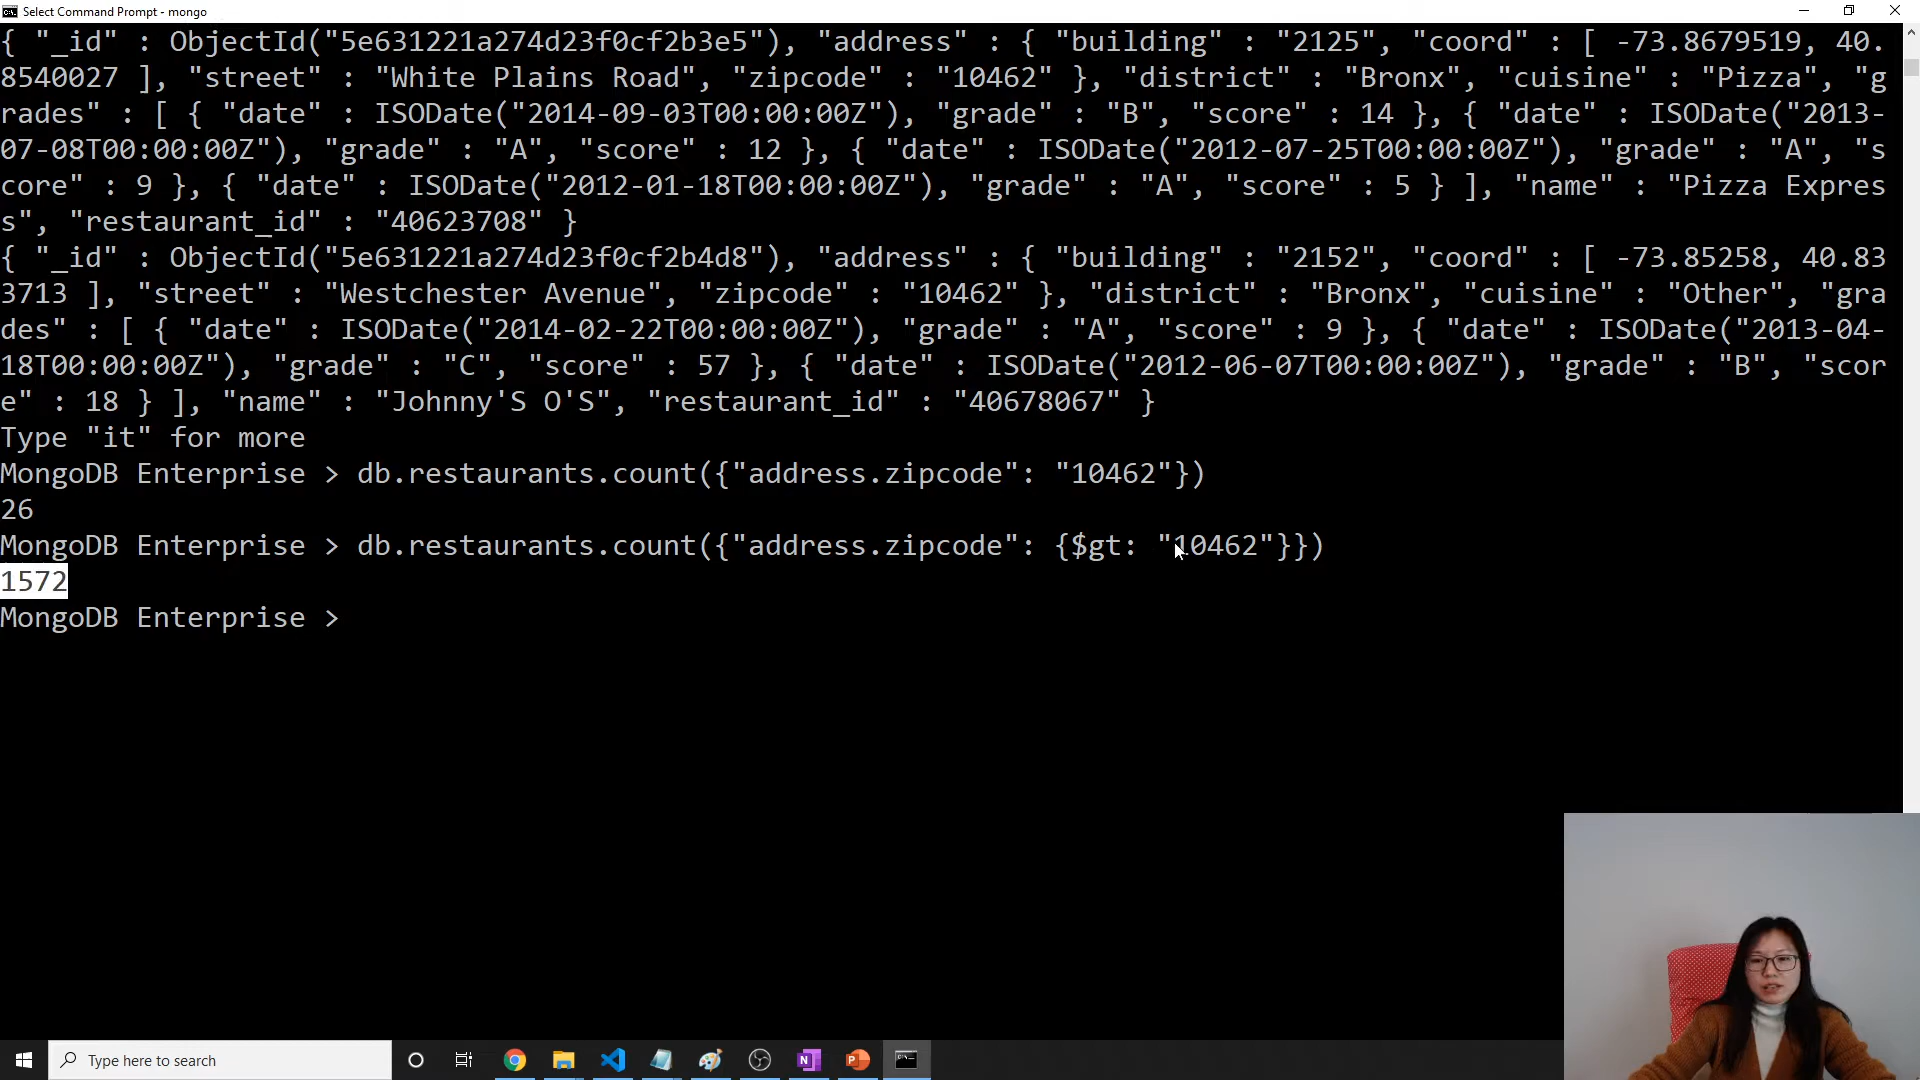 Select Command Prompt - mongo
{ "_id" : ObjectId("5e631221a274d23f0cf2b3e5"), "address" : { "building" : "2125", "coord" : [ -73.8679519, 40.
8540027 ], "street" : "White Plains Road", "zipcode" : "10462" }, "district" : "Bronx", "cuisine" : "Pizza", "g
rades" : [ { "date" : ISODate("2014-09-03T00:00:00Z"), "grade" : "B", "score" : 14 }, { "date" : ISODate("2013-
07-08T00:00:00Z"), "grade" : "A", "score" : 12 }, { "date" : ISODate("2012-07-25T00:00:00Z"), "grade" : "A", "s
core" : 9 }, { "date" : ISODate("2012-01-18T00:00:00Z"), "grade" : "A", "score" : 5 } ], "name" : "Pizza Expres
s", "restaurant_id" : "40623708" }
{ "_id" : ObjectId("5e631221a274d23f0cf2b4d8"), "address" : { "building" : "2152", "coord" : [ -73.85258, 40.83
3713 ], "street" : "Westchester Avenue", "zipcode" : "10462" }, "district" : "Bronx", "cuisine" : "Other", "gra
des" : [ { "date" : ISODate("2014-02-22T00:00:00Z"), "grade" : "A", "score" : 9 }, { "date" : ISODate("2013-04-
18T00:00:00Z"), "grade" : "C", "score" : 57 }, { "date" : ISODate("2012-06-07T00:00:00Z"), "grade" : "B", "scor
e" : 18 } ], "name" : "Johnny'S O'S", "restaurant_id" : "40678067" }
Type "it" for more
MongoDB Enterprise > db.restaurants.count({"address.zipcode": "10462"})
26
MongoDB Enterprise > db.restaurants.count({"address.zipcode": {$gt: "10462"}})
1572
MongoDB Enterprise >
Type here to search